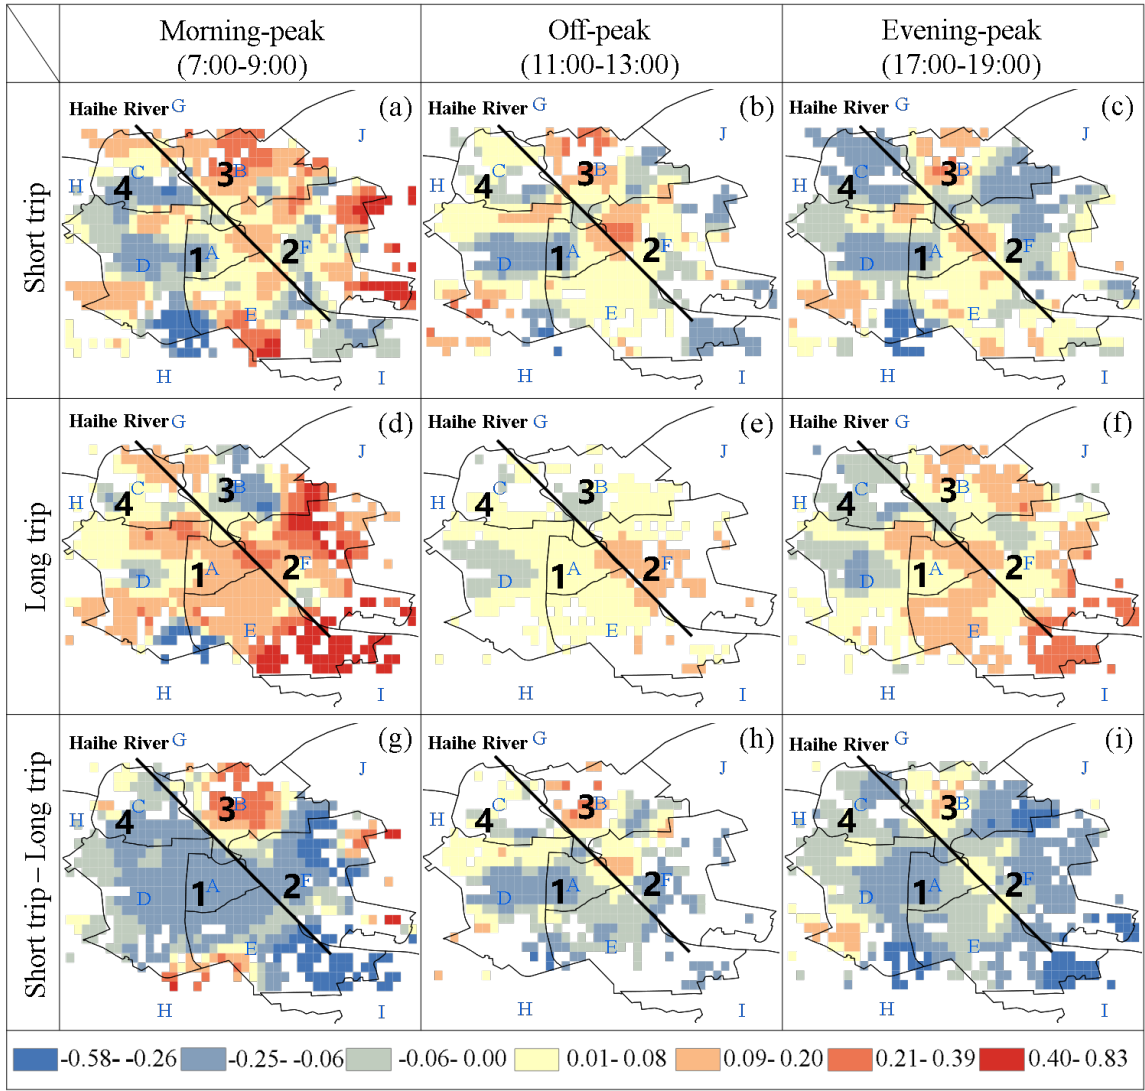 Morning-peak
(7:00-9:00)
Off-peak
(11:00-13:00)
Evening-peak
(17:00-19:00)
Short trip
Haihe River G (a)
J
C
3 B
H 4
1 A 2 F
D
E
H I
Haihe River G (b)
J
C
3 B
H 4
1 A 2 F
D
E
H I
Haihe River G (c)
J
C
3 B
H 4
1 A 2 F
D
E
H I
Long trip
Haihe River G (d)
J
C
3 B
H 4
1 A 2 F
D
E
H I
Haihe River G (e)
J
C
3 B
H 4
1 A 2 F
D
E
H I
Haihe River G (f)
J
C
3 B
H 4
1 A 2 F
D
E
H I
Short trip – Long trip
Haihe River G (g)
J
C
3 B
H 4
1 A 2 F
D
E
H I
Haihe River G (h)
J
C
3 B
H 4
1 A 2 F
D
E
H I
Haihe River G (i)
J
C
3 B
H 4
1 A 2 F
D
E
H I
-0.58- -0.26 -0.25- -0.06 -0.06- 0.00 0.01- 0.08 0.09- 0.20 0.21- 0.39 0.40- 0.83